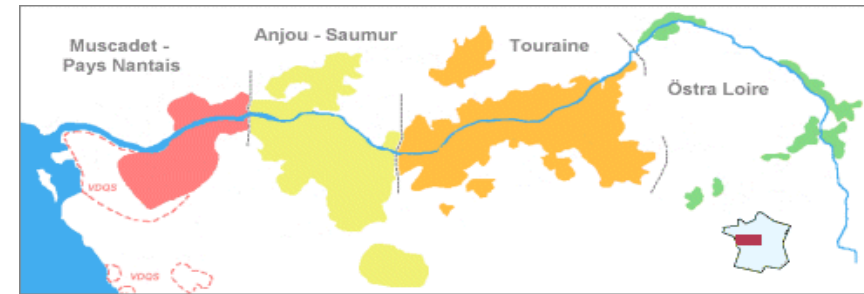 Muscadet -
Pays Nantais
Anjou - Saumur
Touraine
Östra Loire
VDQS
VDQS